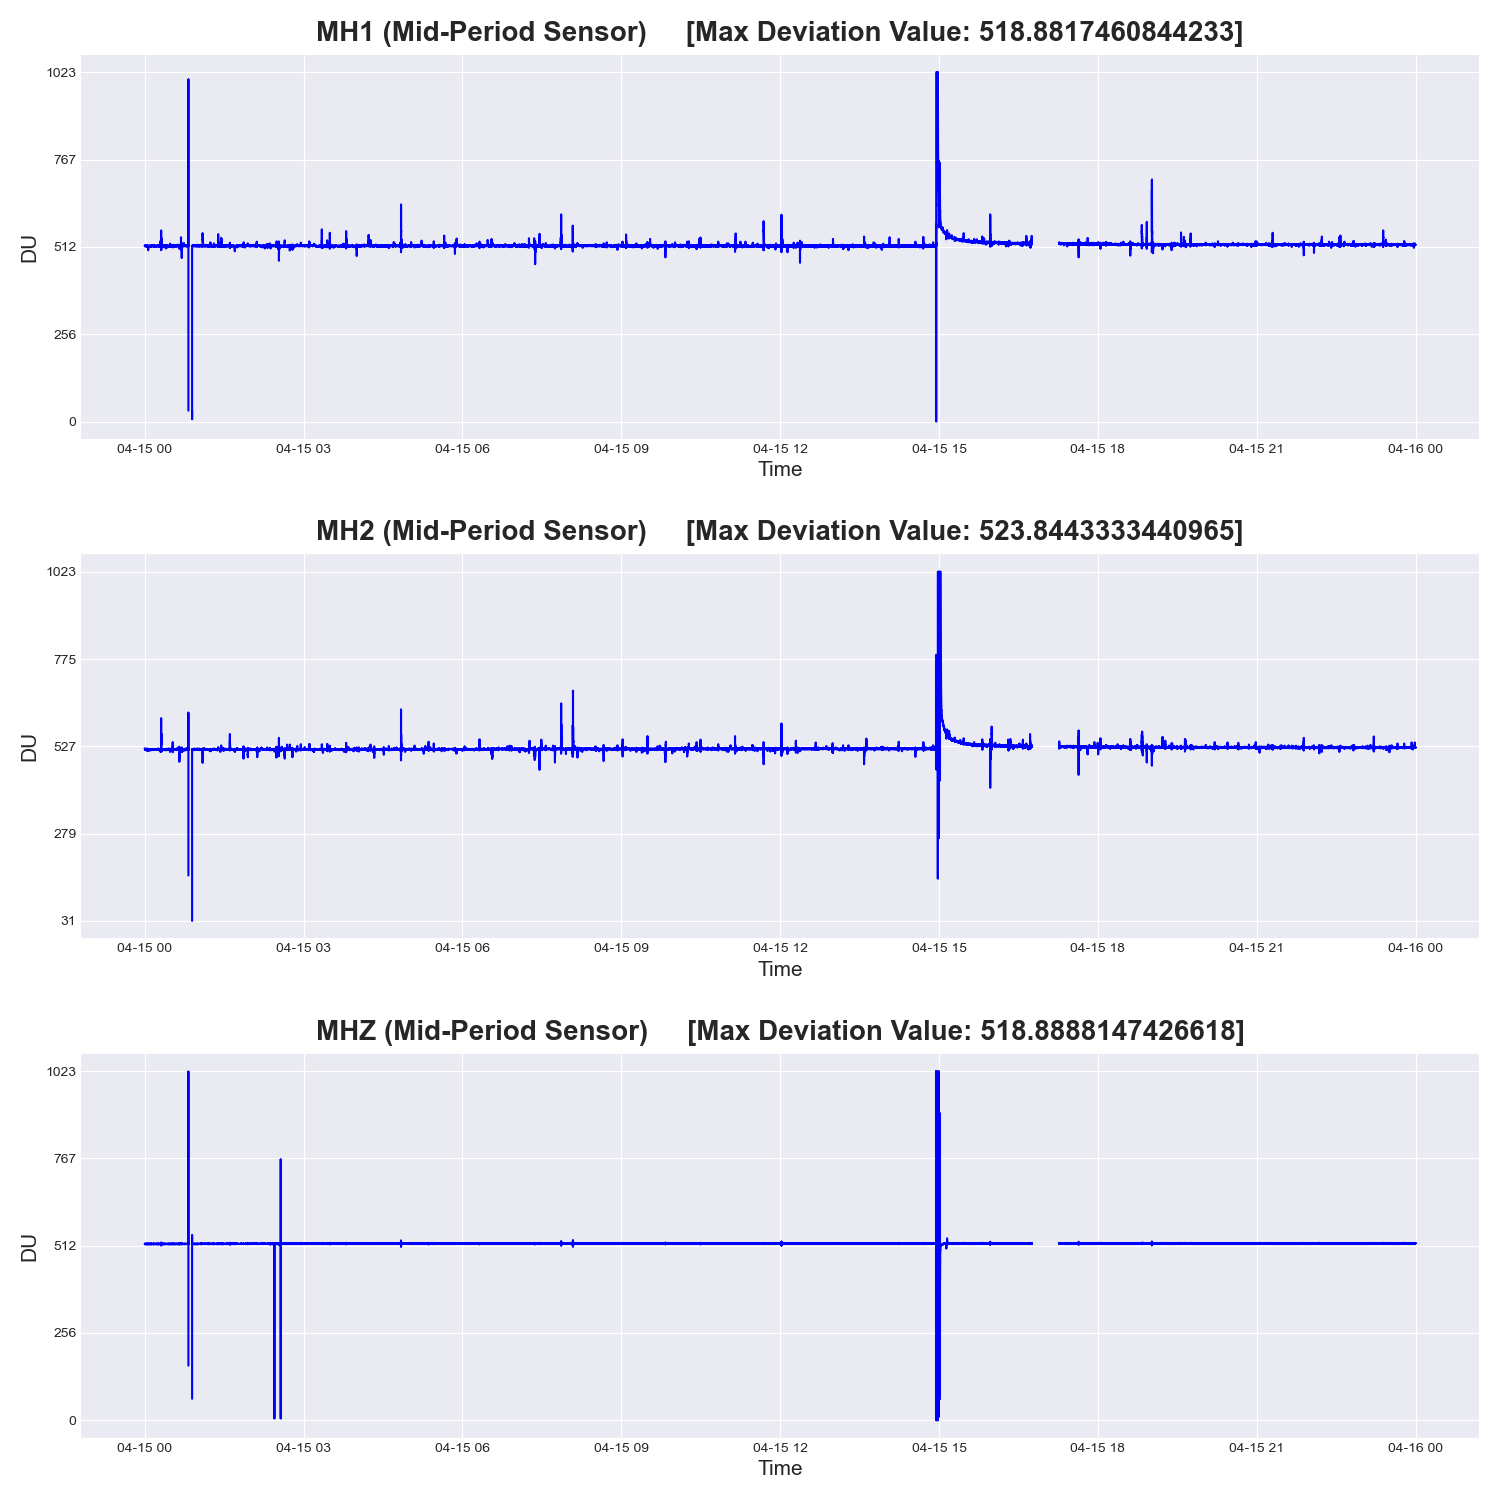 MH1 (Mid-Period Sensor) [Max Deviation Value: 518.8817460844233]
1023
767
512
256
0
DU
04-15 00 04-15 03 04-15 06 04-15 09 04-15 12 04-15 15 04-15 18 04-15 21 04-16 00
Time
MH2 (Mid-Period Sensor) [Max Deviation Value: 523.8443333440965]
1023
775
527
279
31
DU
04-15 00 04-15 03 04-15 06 04-15 09 04-15 12 04-15 15 04-15 18 04-15 21 04-16 00
Time
MHZ (Mid-Period Sensor) [Max Deviation Value: 518.8888147426618]
1023
767
512
256
0
DU
04-15 00 04-15 03 04-15 06 04-15 09 04-15 12 04-15 15 04-15 18 04-15 21 04-16 00
Time